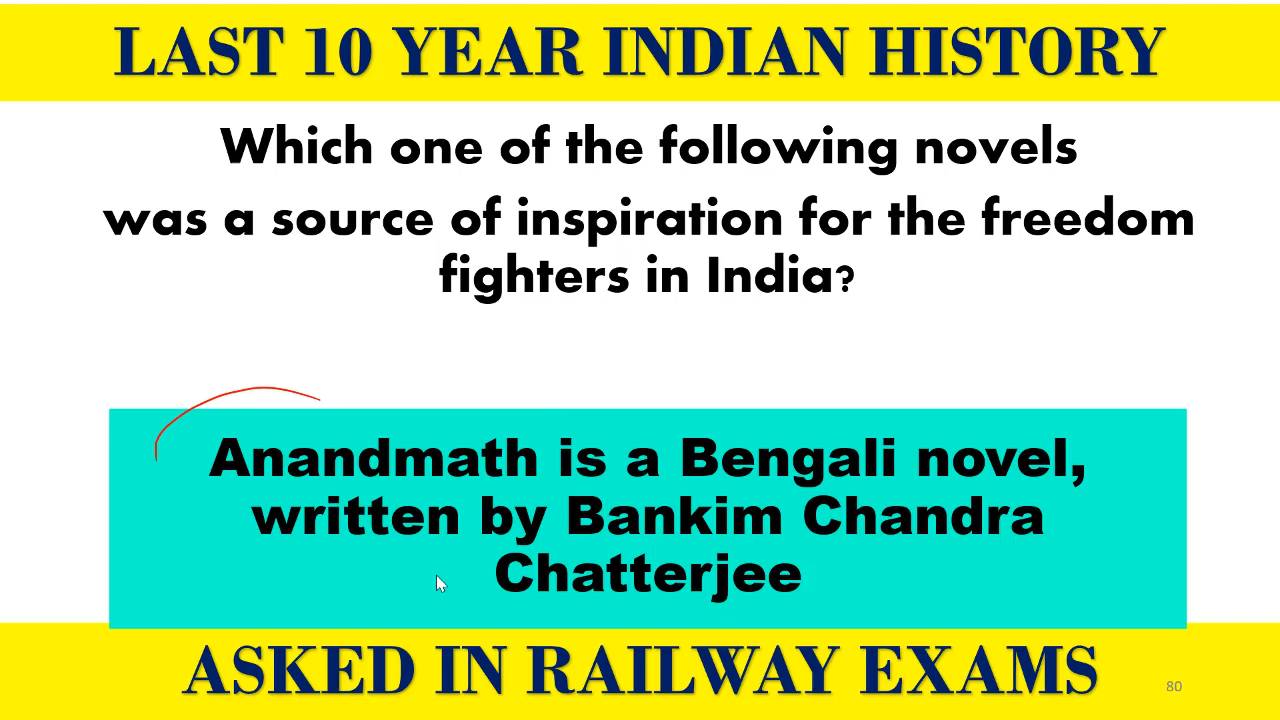 LAST 10 YEAR INDIAN HISTORY
Which one of the following novels
was a source of inspiration for the freedom
fighters in India?
Anandmath is a Bengali novel,
written by Bankim Chandra
Chatterjee
ASKED IN RAILWAY EXAMS
80